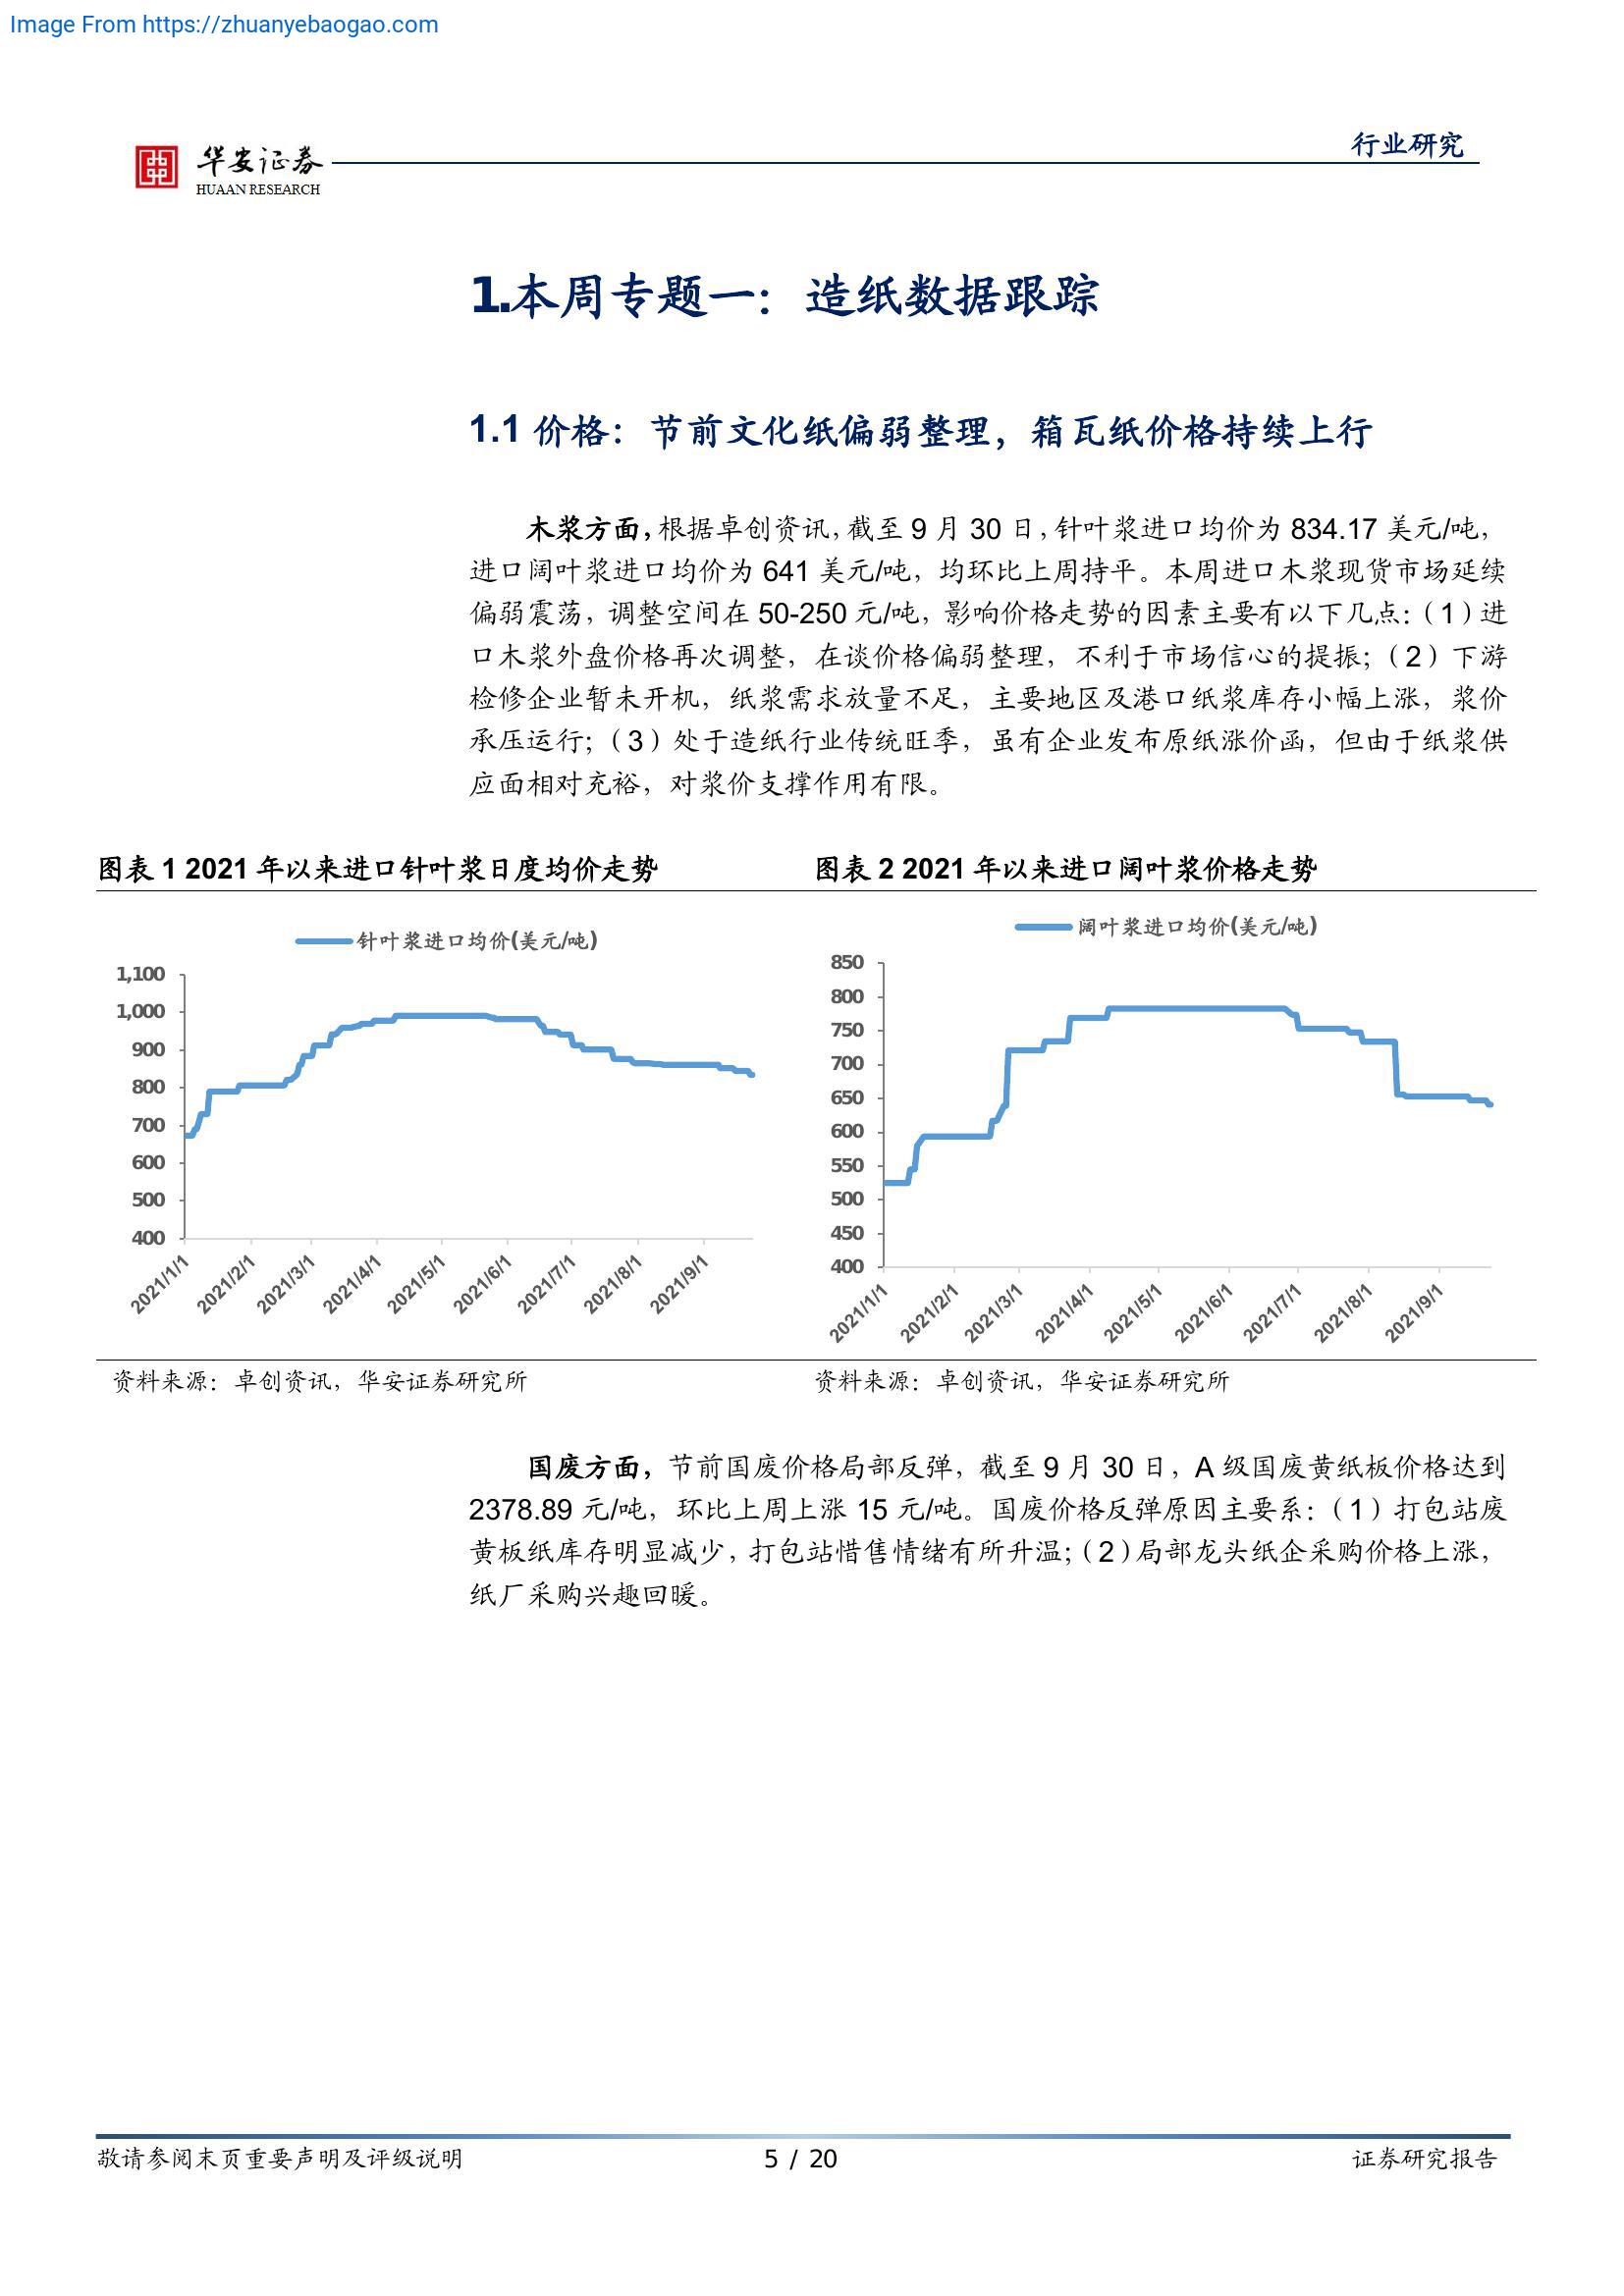 Image From https://zhuanyebaogao.com
华安证券
HUAAN RESEARCH
行业研究
1.本周专题一：造纸数据跟踪
1.1 价格：节前文化纸偏弱整理，箱瓦纸价格持续上行
木浆方面，根据卓创资讯，截至 9 月 30 日，针叶浆进口均价为 834.17 美元/吨，
进口阔叶浆进口均价为 641 美元/吨，均环比上周持平。本周进口木浆现货市场延续
偏弱震荡，调整空间在 50-250 元/吨，影响价格走势的因素主要有以下几点：（1）进
口木浆外盘价格再次调整，在谈价格偏弱整理，不利于市场信心的提振；（2）下游
检修企业暂未开机，纸浆需求放量不足，主要地区及港口纸浆库存小幅上涨，浆价
承压运行；（3）处于造纸行业传统旺季，虽有企业发布原纸涨价函，但由于纸浆供
应面相对充裕，对浆价支撑作用有限。
图表 1 2021 年以来进口针叶浆日度均价走势
针叶浆进口均价(美元/吨)
1,100
1,000
900
800
700
600
500
400
2021/1/1
2021/2/1
2021/3/1
2021/4/1
2021/5/1
2021/6/1
2021/7/1
2021/8/1
2021/9/1
资料来源：卓创资讯，华安证券研究所
图表 2 2021 年以来进口阔叶浆价格走势
阔叶浆进口均价(美元/吨)
850
800
750
700
650
600
550
500
450
400
2021/1/1
2021/2/1
2021/3/1
2021/4/1
2021/5/1
2021/6/1
2021/7/1
2021/8/1
2021/9/1
资料来源：卓创资讯，华安证券研究所
国废方面，节前国废价格局部反弹，截至 9 月 30 日，A 级国废黄纸板价格达到
2378.89 元/吨，环比上周上涨 15 元/吨。国废价格反弹原因主要系：（1）打包站废
黄板纸库存明显减少，打包站惜售情绪有所升温；（2）局部龙头纸企采购价格上涨，
纸厂采购兴趣回暖。
敬请参阅末页重要声明及评级说明
5 / 20
证券研究报告